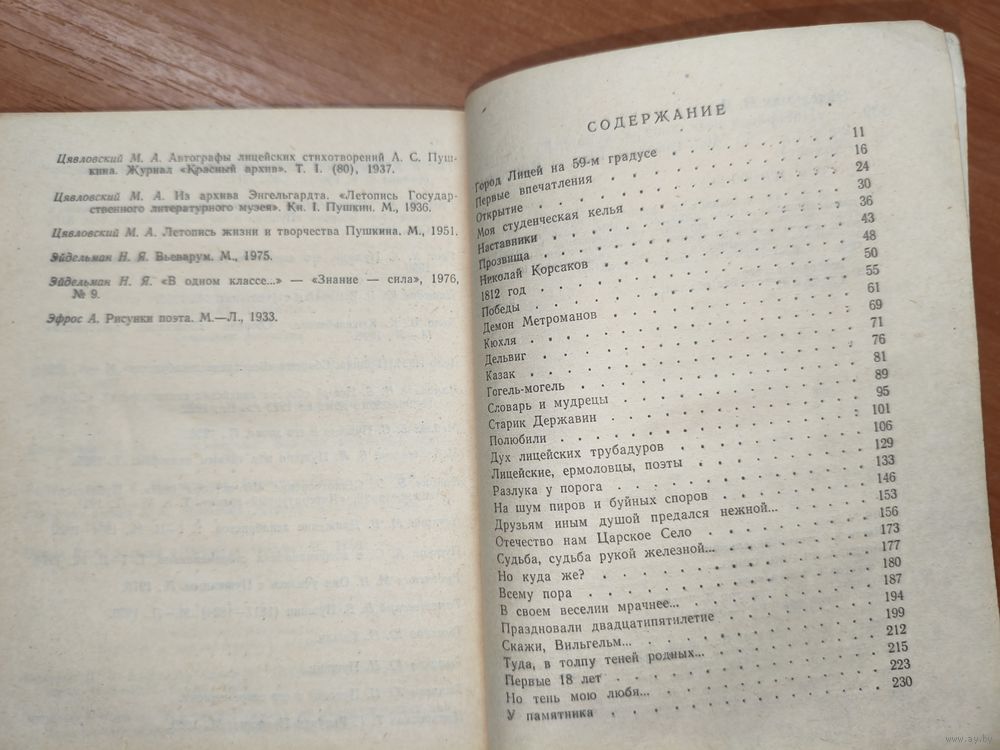 Цявловский М. А. Автографы лицейских стихотворений А. С. Пуш-
кина. Журнал «Красный архив». Т. I. (80), 1937.
Цявловский М. А. Из архива Энгельгардта. «Летопись Государ-
ственного литературного музея». Кн. I. Пушкин. М., 1936.
Цявловский М. А. Летопись жизни и творчества Пушкина. М., 1951.
Эйдельман Н. Я. Вьеварум. М., 1975.
Эйдельман Н. Я. «В одном классе...» — «Знание — сила», 1976,
№ 9.
Эфрос А. Рисунки поэта. М.—Л., 1933.
СОДЕРЖАНИЕ
Город Лицей на 59-м градусе 11
Первые впечатления 16
Открытие 24
Моя студенческая келья 30
Наставники 36
Прозвища 43
Николай Корсаков 48
1812 год 50
Победы 55
Демон Метроманов 61
Кюхля 69
Дельвиг 71
Казак 76
Гогель-могель 81
Словарь и мудрецы 89
Старик Державин 95
Полюбили 101
Дух лицейских трубадуров 106
Лицейские, ермоловцы, поэты 129
Разлука у порога 133
На шум пиров и буйных споров 146
Друзьям иным душой предался нежной... 153
Отечество нам Царское Село 156
Судьба, судьба рукой железной... 173
Но куда же? 177
Всему пора 180
В своем веселии мрачнее... 187
Праздновали двадцатипятилетие 194
Скажи, Вильгельм... 199
Туда, в толпу теней родных... 212
Первые 18 лет 215
Но тень мою любя... 223
У памятника 230
www.ay.by